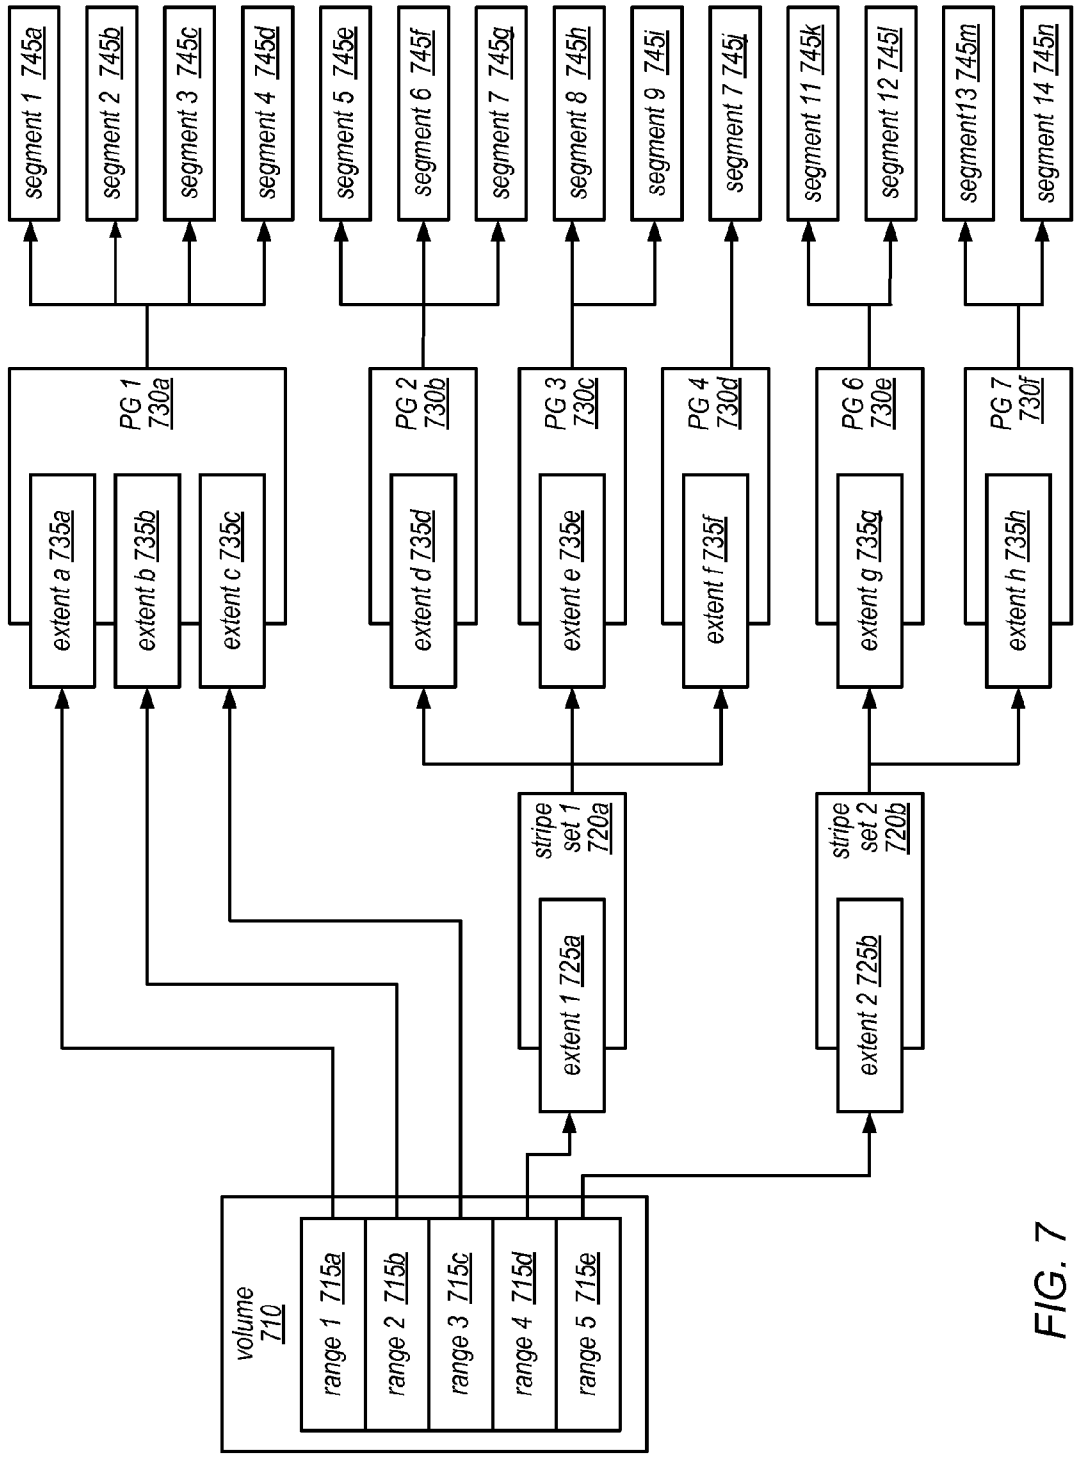 volume
710
range 1 715a
range 2 715b
range 3 715c
range 4 715d
range 5 715e
stripe
set 1
720a
extent 1 725a
stripe
set 2
720b
extent 2 725b
PG 1
730a
extent a 735a
extent b 735b
extent c 735c
PG 2
730b
extent d 735d
PG 3
730c
extent e 735e
PG 4
730d
extent f 735f
PG 6
730e
extent g 735g
PG 7
730f
extent h 735h
segment 1 745a
segment 2 745b
segment 3 745c
segment 4 745d
segment 5 745e
segment 6 745f
segment 7 745g
segment 8 745h
segment 9 745i
segment 7 745j
segment 11 745k
segment 12 745l
segment13 745m
segment 14 745n
FIG. 7